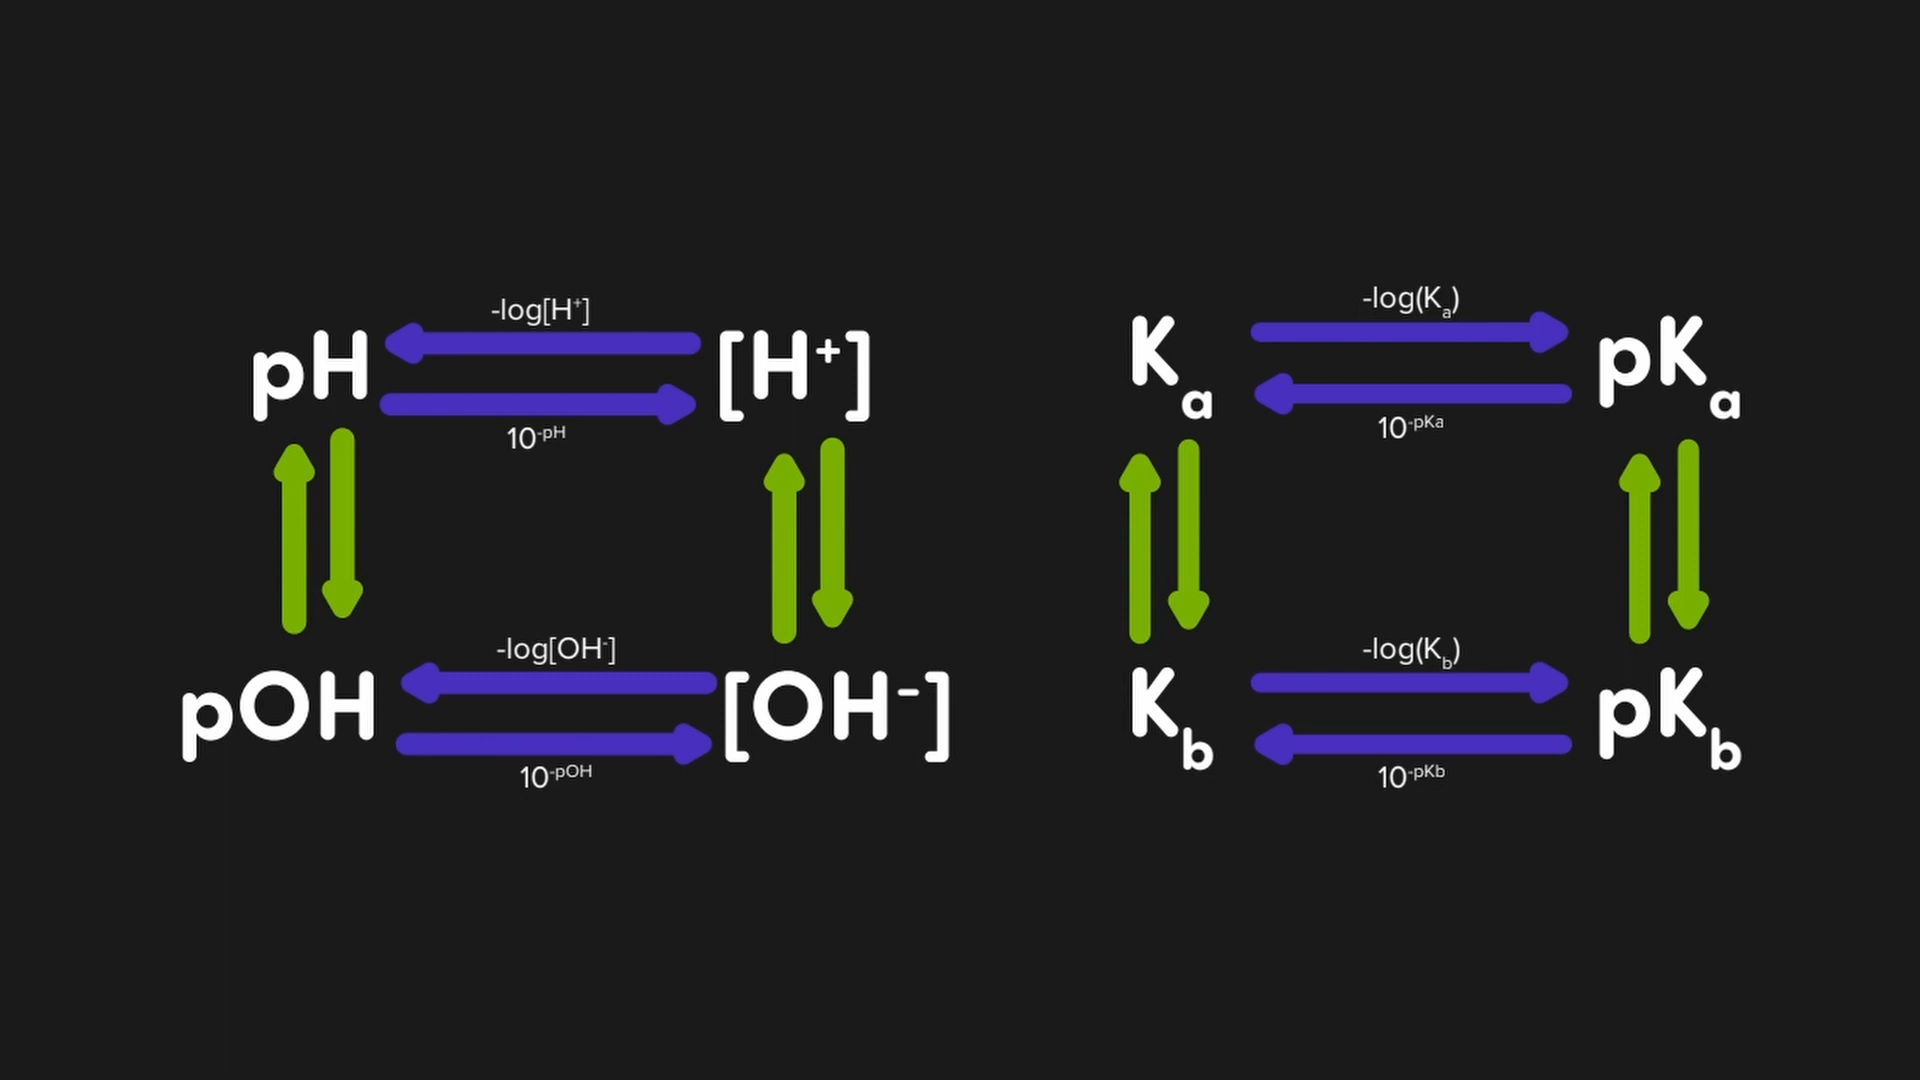 -log[H⁺]
pH [H⁺]
10⁻ᵖᴴ
-log[OH⁻]
pOH [OH⁻]
10⁻ᵖᴼᴴ
-log(Kₐ)
Kₐ pKₐ
10⁻ᵖᴷᵃ
-log(K_b)
K_b pK_b
10⁻ᵖᴷᵇ